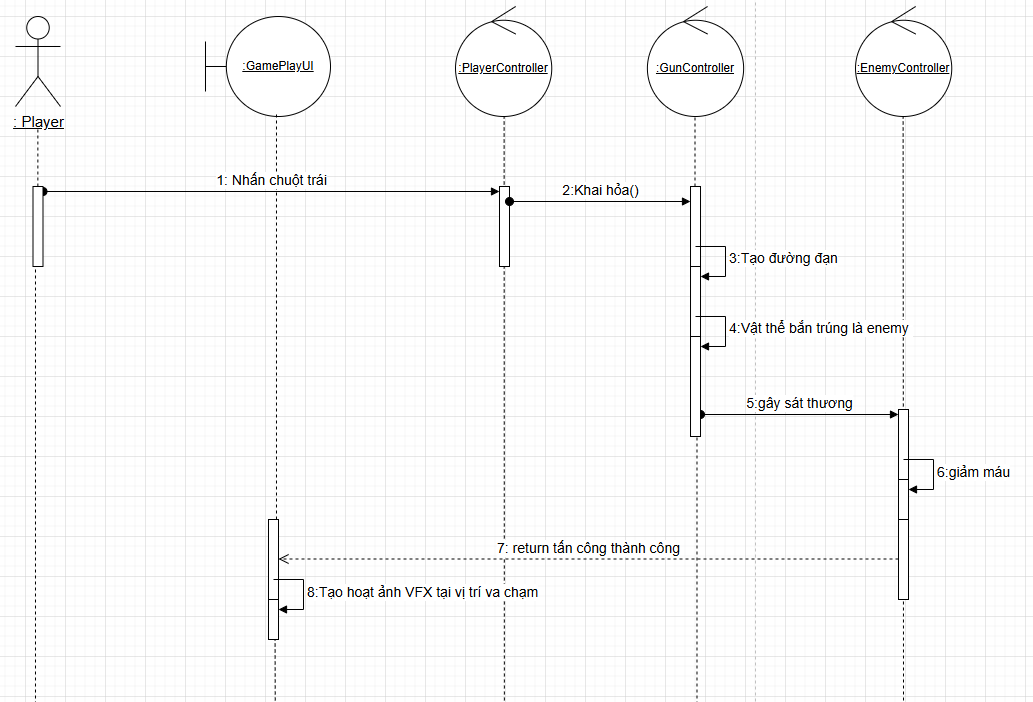 :GamePlayUI
:PlayerController
:GunController
:EnemyController
: Player
1: Nhấn chuột trái
2:Khai hỏa()
3:Tạo đường đạn
4:Vật thể bắn trúng là enemy
5:gây sát thương
6:giảm máu
7: return tấn công thành công
8:Tạo hoạt ảnh VFX tại vị trí va chạm